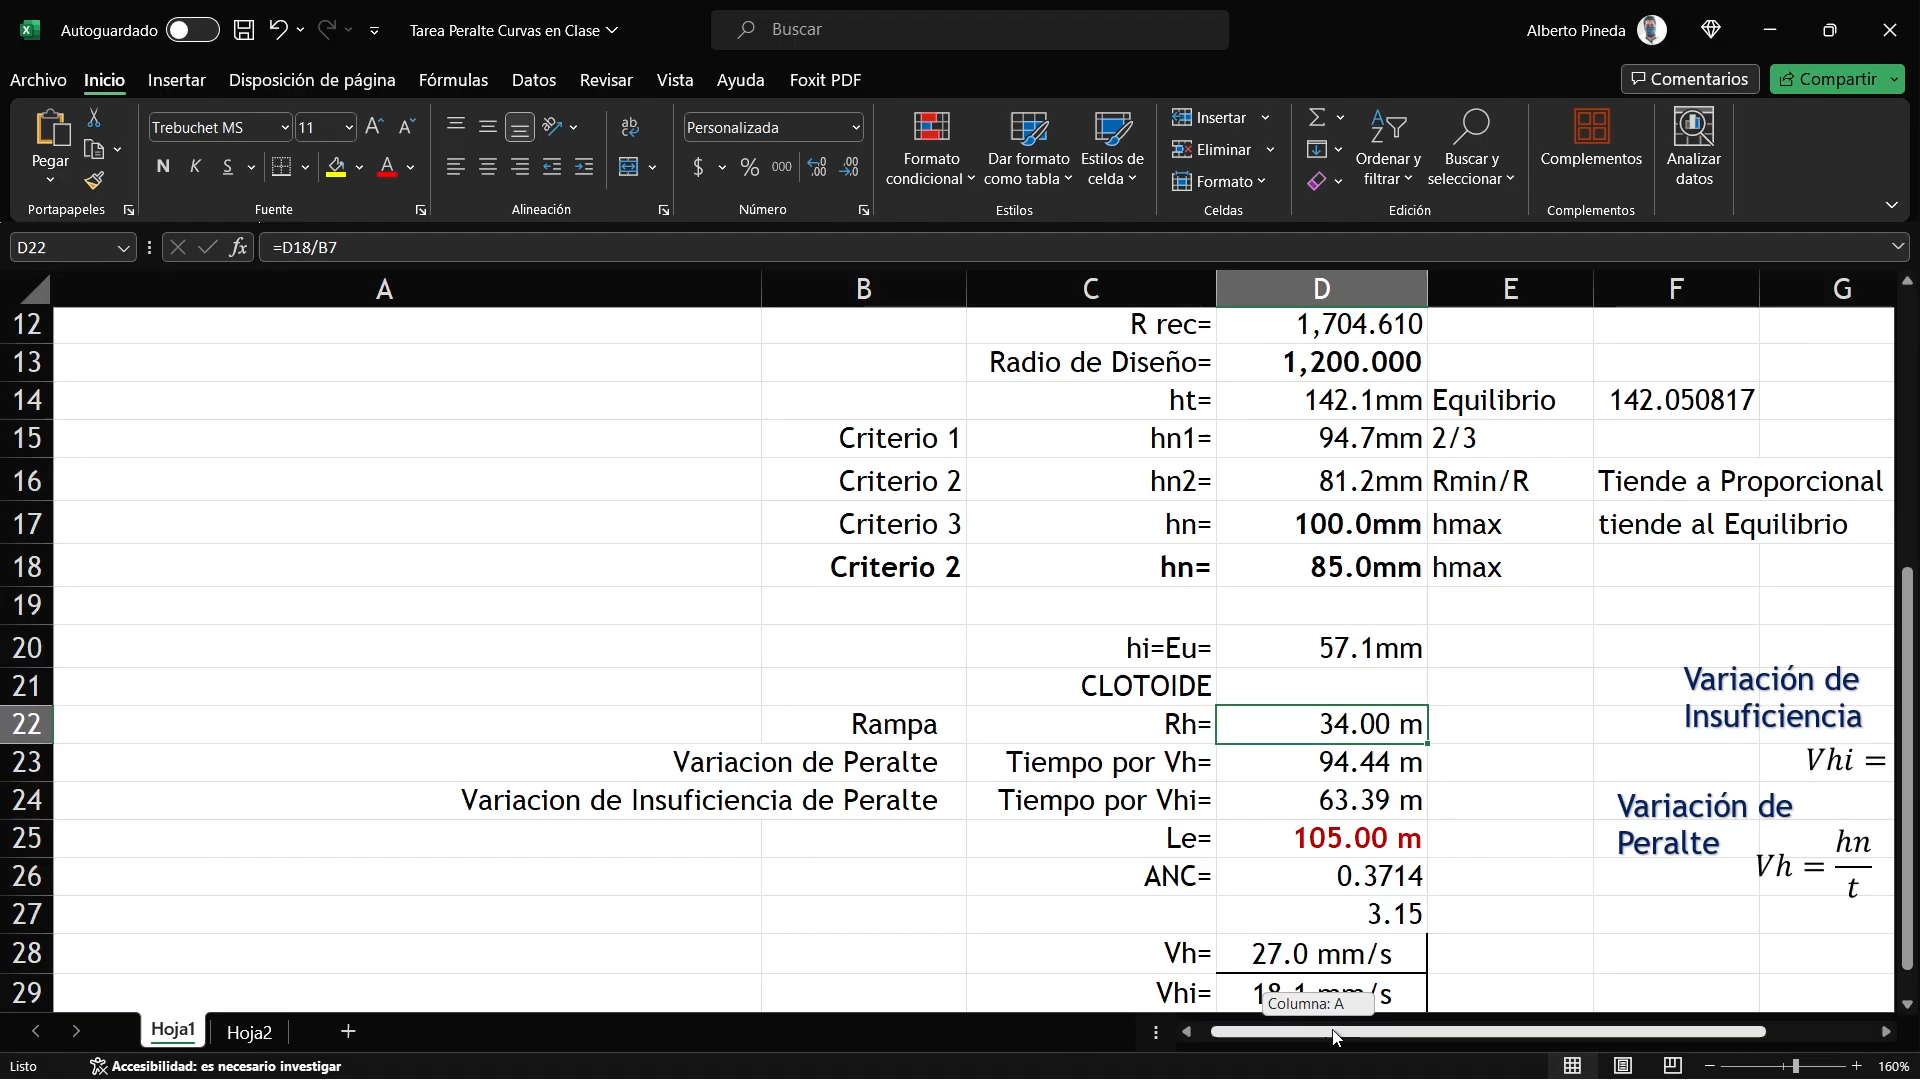 Autoguardado Tarea Peralte Curvas en Clase Buscar Alberto Pineda
Archivo Inicio Insertar Disposición de página Fórmulas Datos Revisar Vista Ayuda Foxit PDF Comentarios Compartir
Pegar
Portapapeles
Trebuchet MS 11
N K S
Fuente
ab
Alineación
Personalizada
$ % 000
Número
Formato condicional
Dar formato como tabla
Estilos de celda
Estilos
Insertar
Eliminar
Formato
Celdas
Ordenar y filtrar
Buscar y seleccionar
Edición
Complementos
Complementos
Analizar datos
D22 fx =D18/B7
A B C D E F G
12 R rec= 1,704.610
13 Radio de Diseño= 1,200.000
14 ht= 142.1mm Equilibrio 142.050817
15 Criterio 1 hn1= 94.7mm 2/3
16 Criterio 2 hn2= 81.2mm Rmin/R Tiende a Proporcional
17 Criterio 3 hn= 100.0mm hmax tiende al Equilibrio
18 Criterio 2 hn= 85.0mm hmax
19
20 hi=Eu= 57.1mm
21 CLOTOIDE
22 Rampa Rh= 34.00 m
23 Variacion de Peralte Tiempo por Vh= 94.44 m
24 Variacion de Insuficiencia de Peralte Tiempo por Vhi= 63.39 m
25 Le= 105.00 m
26 ANC= 0.3714
27 3.15
28 Vh= 27.0 mm/s
29 Vhi= 18.1 mm/s
Variación de
Insuficiencia
Vhi =
Variación de
Peralte
Vh = hn
t
Columna: A
Hoja1 Hoja2 +
Listo Accesibilidad: es necesario investigar 160%